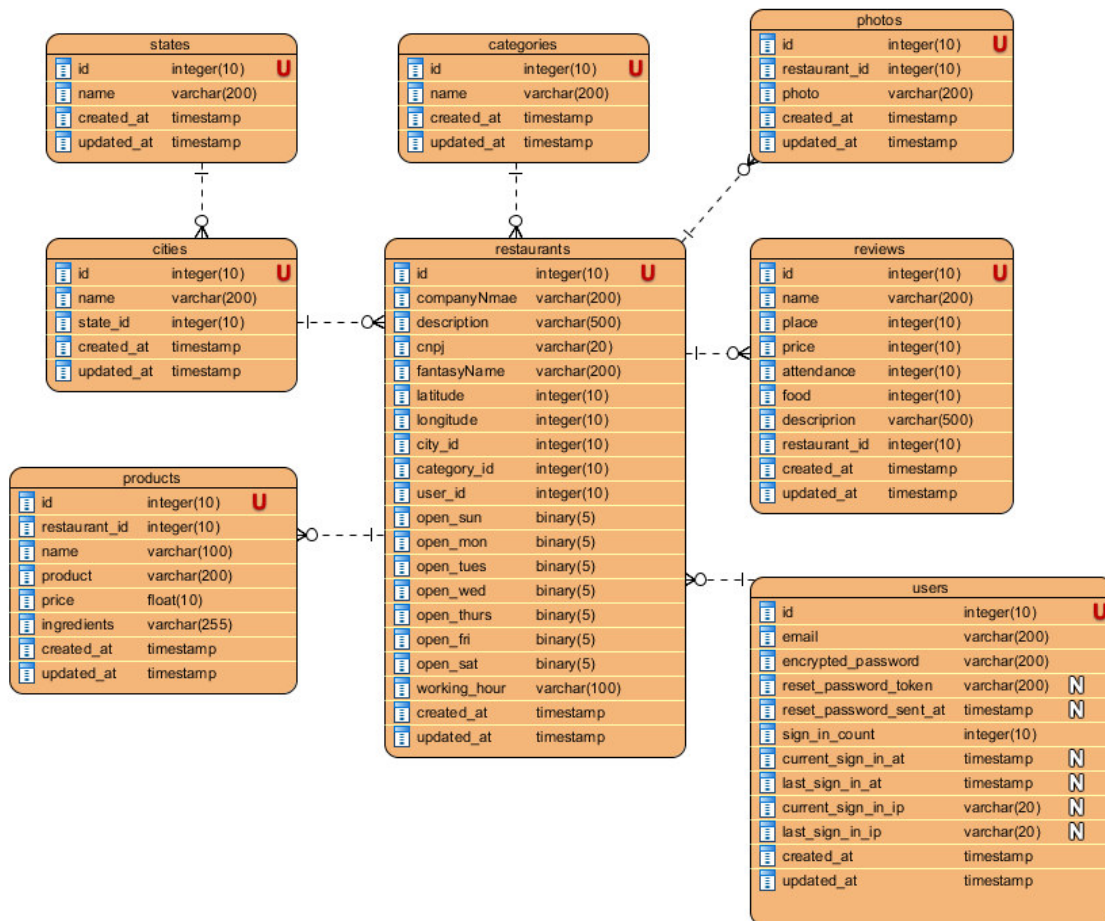 states
id integer(10) U
name varchar(200)
created_at timestamp
updated_at timestamp
categories
id integer(10) U
name varchar(200)
created_at timestamp
updated_at timestamp
photos
id integer(10) U
restaurant_id integer(10)
photo varchar(200)
created_at timestamp
updated_at timestamp
cities
id integer(10) U
name varchar(200)
state_id integer(10)
created_at timestamp
updated_at timestamp
restaurants
id integer(10) U
companyNmae varchar(200)
description varchar(500)
cnpj varchar(20)
fantasyName varchar(200)
latitude integer(10)
longitude integer(10)
city_id integer(10)
category_id integer(10)
user_id integer(10)
open_sun binary(5)
open_mon binary(5)
open_tues binary(5)
open_wed binary(5)
open_thurs binary(5)
open_fri binary(5)
open_sat binary(5)
working_hour varchar(100)
created_at timestamp
updated_at timestamp
reviews
id integer(10) U
name varchar(200)
place integer(10)
price integer(10)
attendance integer(10)
food integer(10)
descriprion varchar(500)
restaurant_id integer(10)
created_at timestamp
updated_at timestamp
products
id integer(10) U
restaurant_id integer(10)
name varchar(100)
product varchar(200)
price float(10)
ingredients varchar(255)
created_at timestamp
updated_at timestamp
users
id integer(10) U
email varchar(200)
encrypted_password varchar(200)
reset_password_token varchar(200) N
reset_password_sent_at timestamp N
sign_in_count integer(10)
current_sign_in_at timestamp N
last_sign_in_at timestamp N
current_sign_in_ip varchar(20) N
last_sign_in_ip varchar(20) N
created_at timestamp
updated_at timestamp